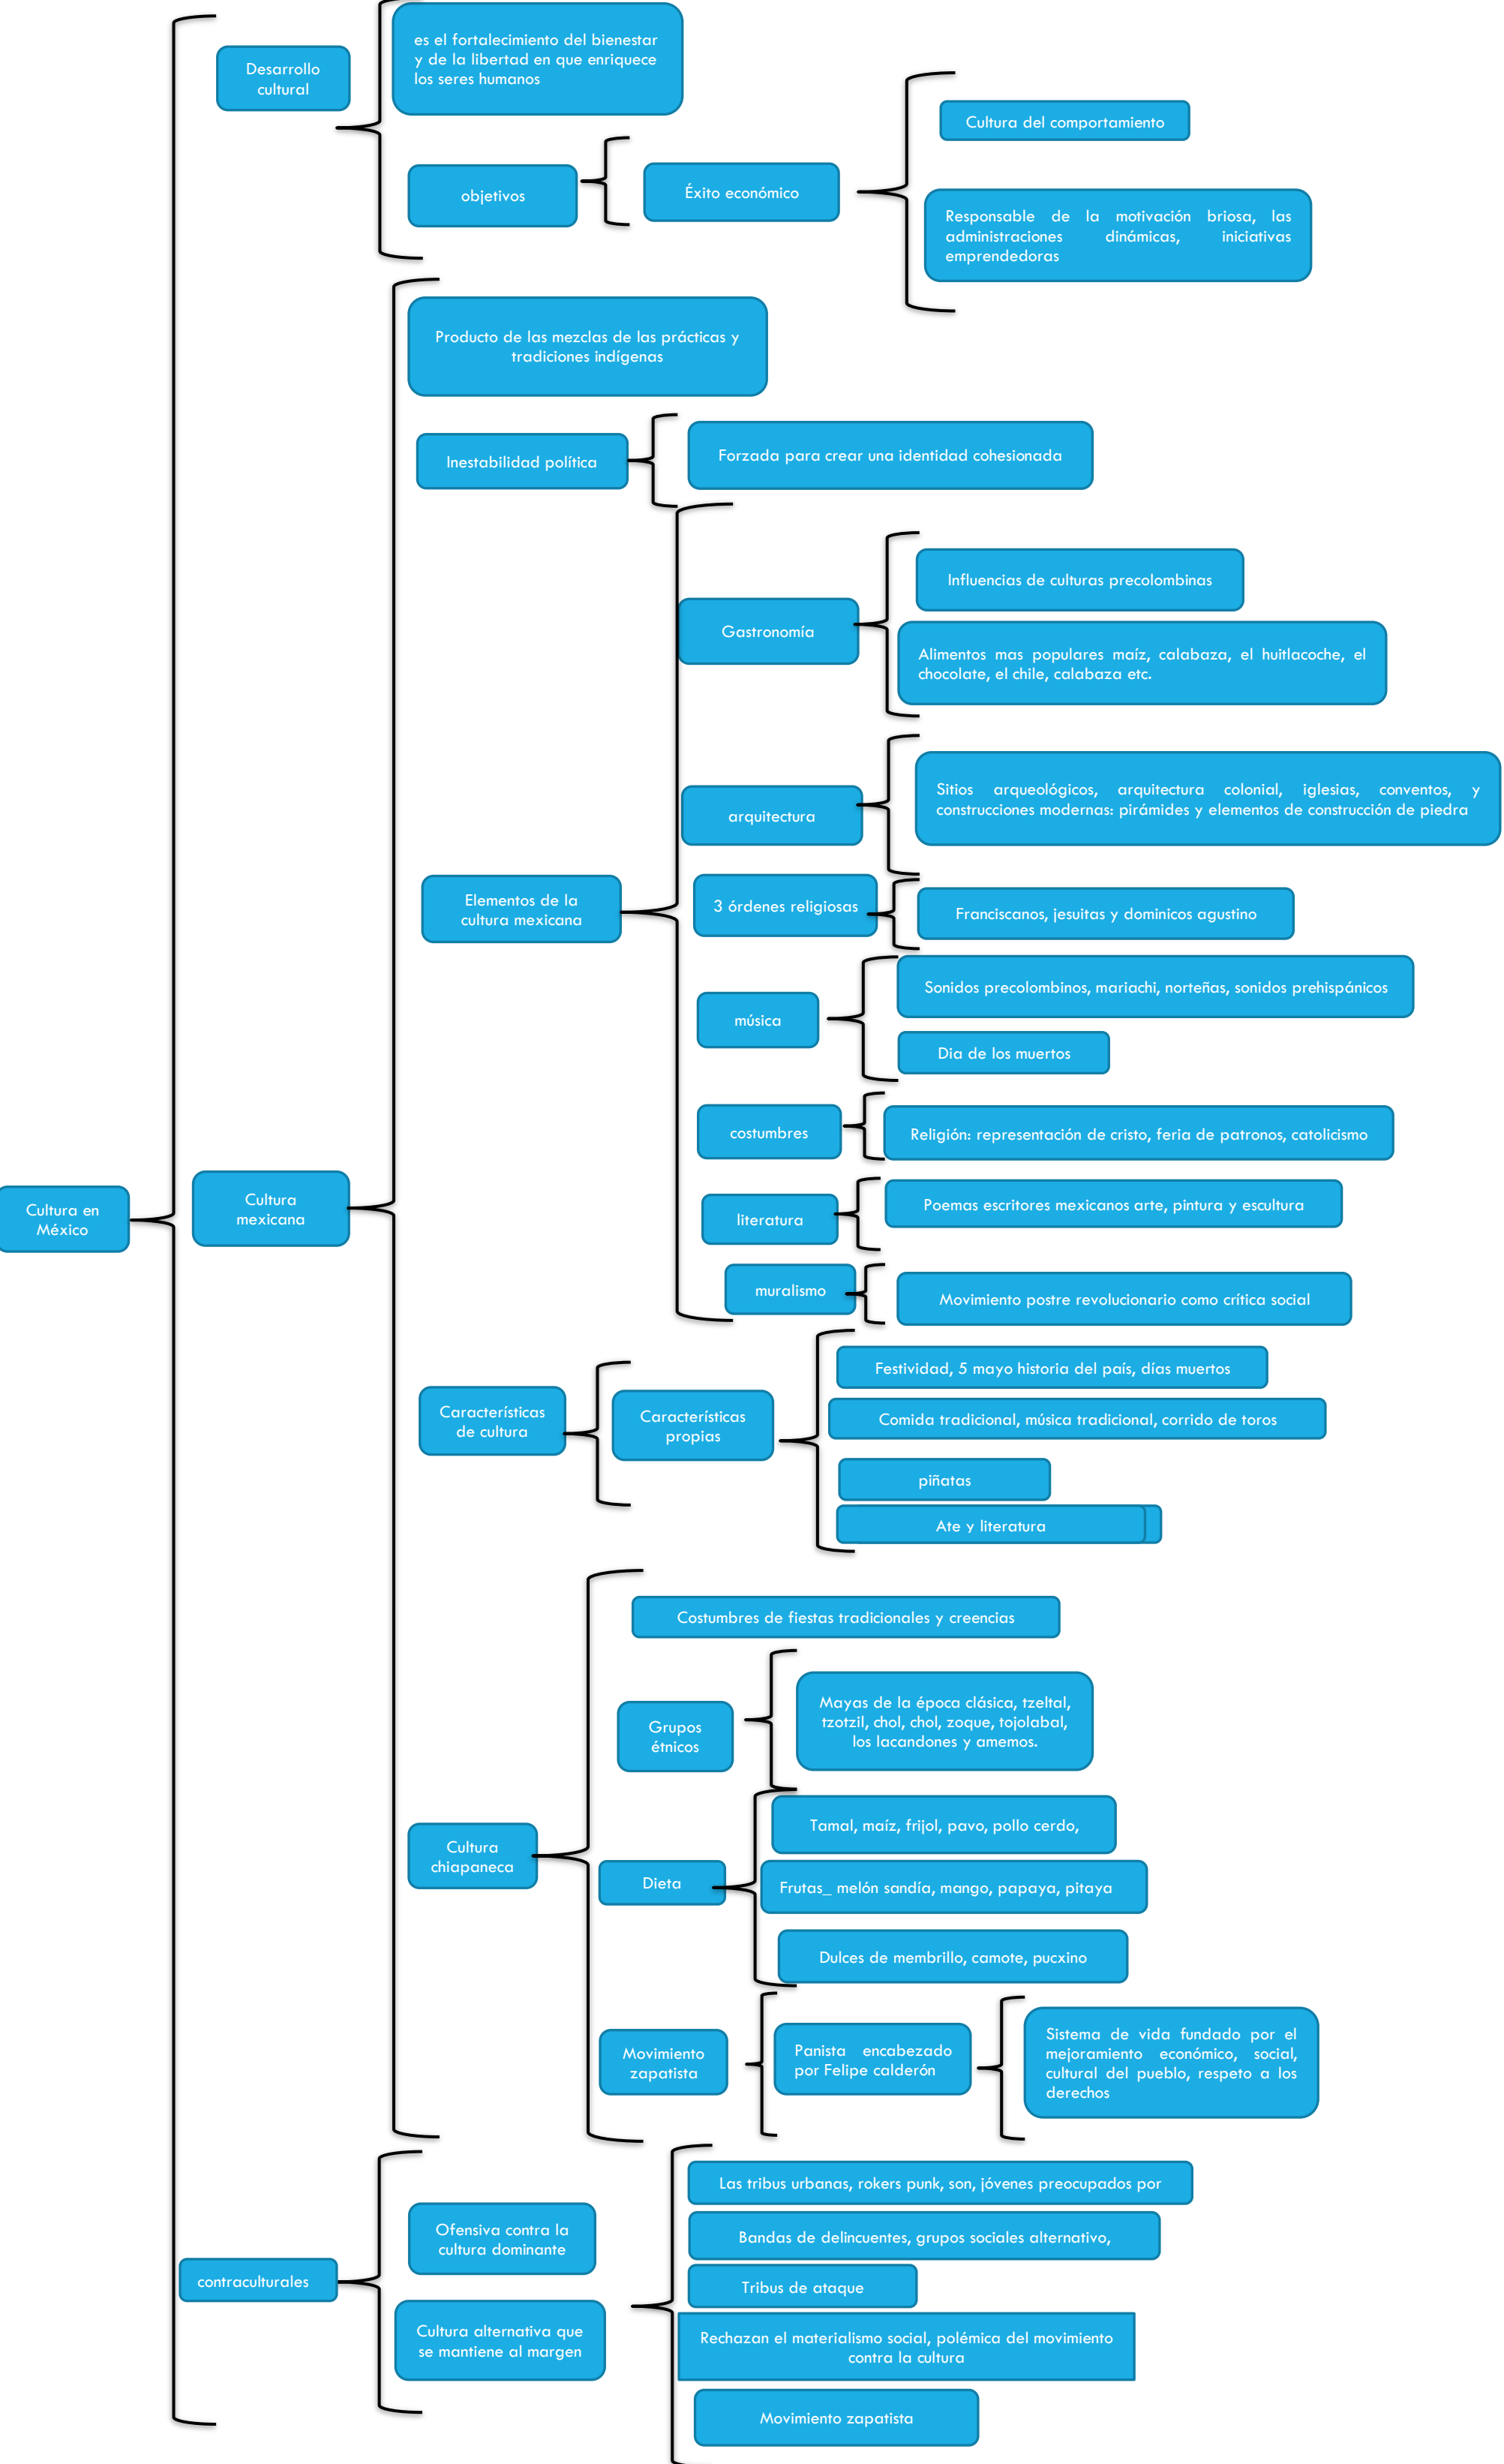 Cultura en
México
Desarrollo
cultural
es el fortalecimiento del bienestar
y de la libertad en que enriquece
los seres humanos
objetivos
Éxito económico
Cultura del comportamiento
Responsable de la motivación briosa, las
administraciones dinámicas, iniciativas
emprendedoras
Cultura
mexicana
Producto de las mezclas de las prácticas y
tradiciones indígenas
Inestabilidad política
Forzada para crear una identidad cohesionada
Elementos de la
cultura mexicana
Gastronomía
Influencias de culturas precolombinas
Alimentos mas populares maíz, calabaza, el huitlacoche, el
chocolate, el chile, calabaza etc.
arquitectura
Sitios arqueológicos, arquitectura colonial, iglesias, conventos, y
construcciones modernas: pirámides y elementos de construcción de piedra
3 órdenes religiosas
Franciscanos, jesuitas y dominicos agustino
música
Sonidos precolombinos, mariachi, norteñas, sonidos prehispánicos
Dia de los muertos
costumbres
Religión: representación de cristo, feria de patronos, catolicismo
literatura
Poemas escritores mexicanos arte, pintura y escultura
muralismo
Movimiento postre revolucionario como crítica social
Características
de cultura
Características
propias
Festividad, 5 mayo historia del país, días muertos
Comida tradicional, música tradicional, corrido de toros
piñatas
Ate y literatura
Cultura
chiapaneca
Costumbres de fiestas tradicionales y creencias
Grupos
étnicos
Mayas de la época clásica, tzeltal,
tzotzil, chol, chol, zoque, tojolabal,
los lacandones y amemos.
Dieta
Tamal, maíz, frijol, pavo, pollo cerdo,
Frutas_ melón sandía, mango, papaya, pitaya
Dulces de membrillo, camote, pucxino
Movimiento
zapatista
Panista encabezado
por Felipe calderón
Sistema de vida fundado por el
mejoramiento económico, social,
cultural del pueblo, respeto a los
derechos
contraculturales
Ofensiva contra la
cultura dominante
Cultura alternativa que
se mantiene al margen
Las tribus urbanas, rokers punk, son, jóvenes preocupados por
Bandas de delincuentes, grupos sociales alternativo,
Tribus de ataque
Rechazan el materialismo social, polémica del movimiento
contra la cultura
Movimiento zapatista